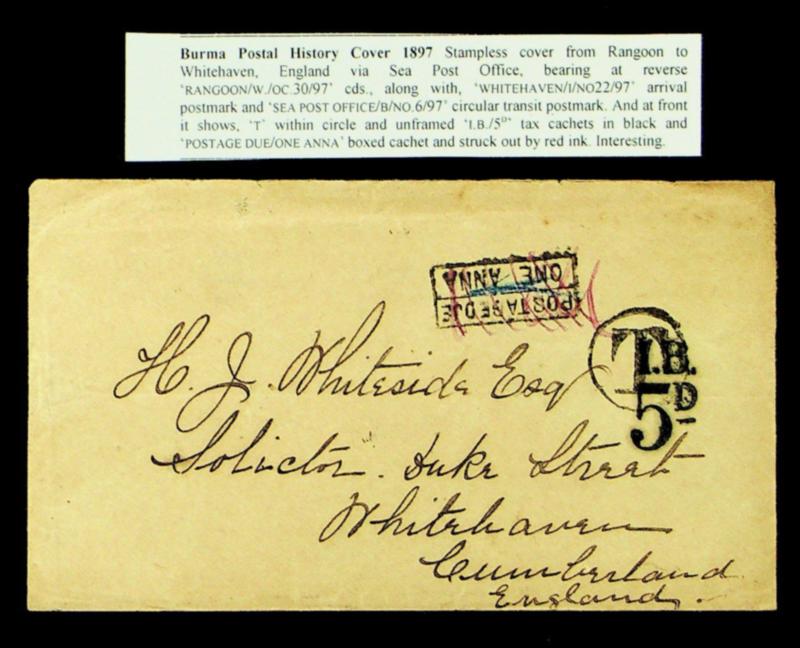 Burma Postal History Cover 1897 Stampless cover from Rangoon to
Whitehaven, England via Sea Post Office, bearing at reverse
'RANGOON/W./OC.30/97' cds., along with, 'WHITEHAVEN/1/NO22/97' arrival
postmark and 'SEA POST OFFICE/B/NO.6/97' circular transit postmark. And at front
it shows, 'T' within circle and unframed 'I.B./5D' tax cachets in black and
'POSTAGE DUE/ONE ANNA' boxed cachet and struck out by red ink. Interesting.
POSTAGE DUE
ONE ANNA
T
I.B.
5D
H. J. Whiteside Esq
Solictor. Duke Street
Whitehaven
Cumberland
England.